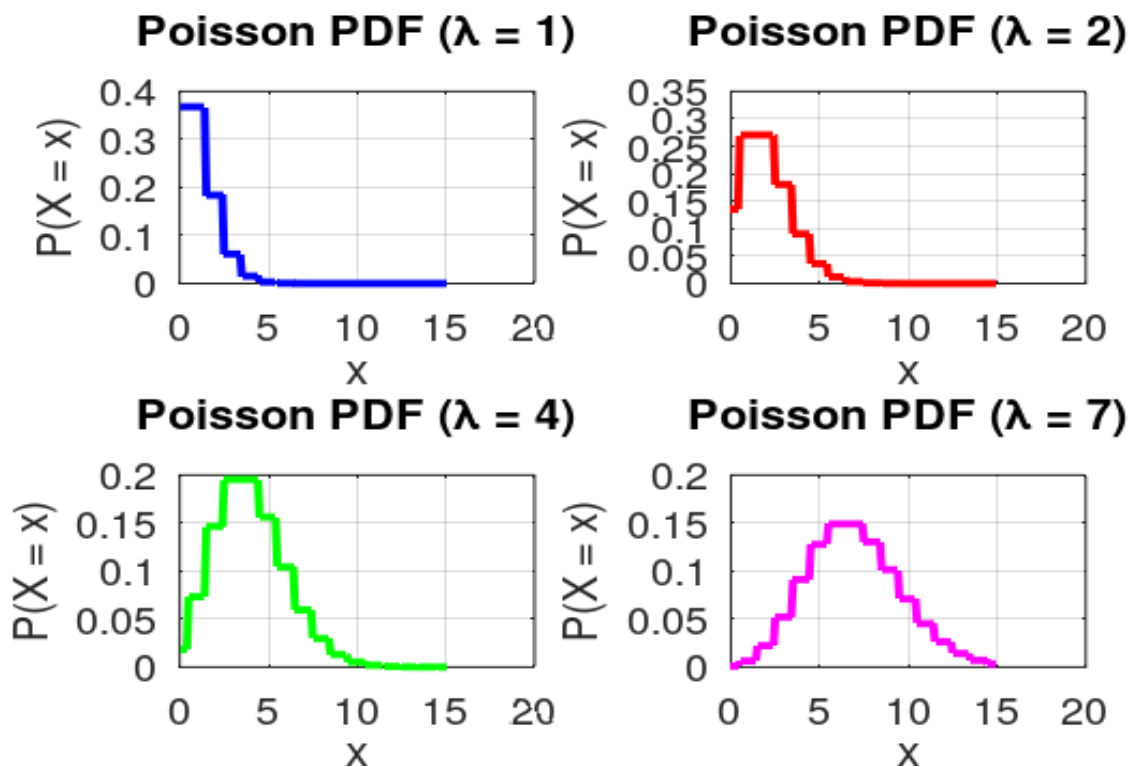 Poisson PDF (λ = 1)
P(X = x)
0.4
0.3
0.2
0.1
0
0 5 10 15 20
x
Poisson PDF (λ = 2)
P(X = x)
0.35
0.3
0.25
0.2
0.15
0.1
0.05
0
0 5 10 15 20
x
Poisson PDF (λ = 4)
P(X = x)
0.2
0.15
0.1
0.05
0
0 5 10 15 20
x
Poisson PDF (λ = 7)
P(X = x)
0.2
0.15
0.1
0.05
0
0 5 10 15 20
x